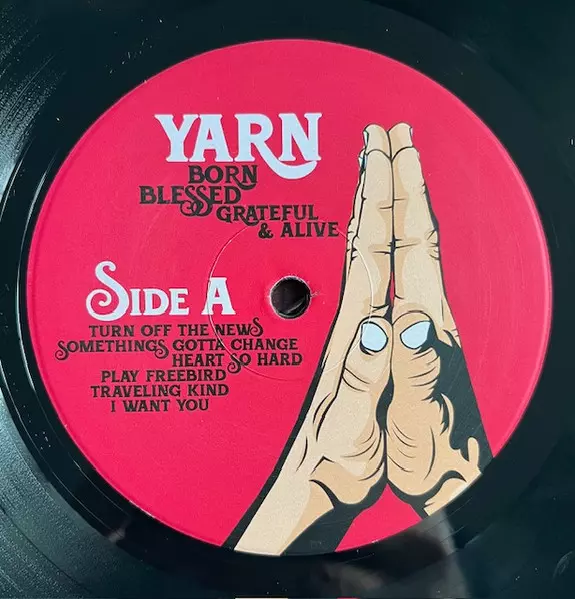 YARN
BORN
BLESSED
GRATEFUL
& ALIVE
SIDE A
TURN OFF THE NEWS
SOMETHINGS GOTTA CHANGE
HEART SO HARD
PLAY FREEBIRD
TRAVELING KIND
I WANT YOU